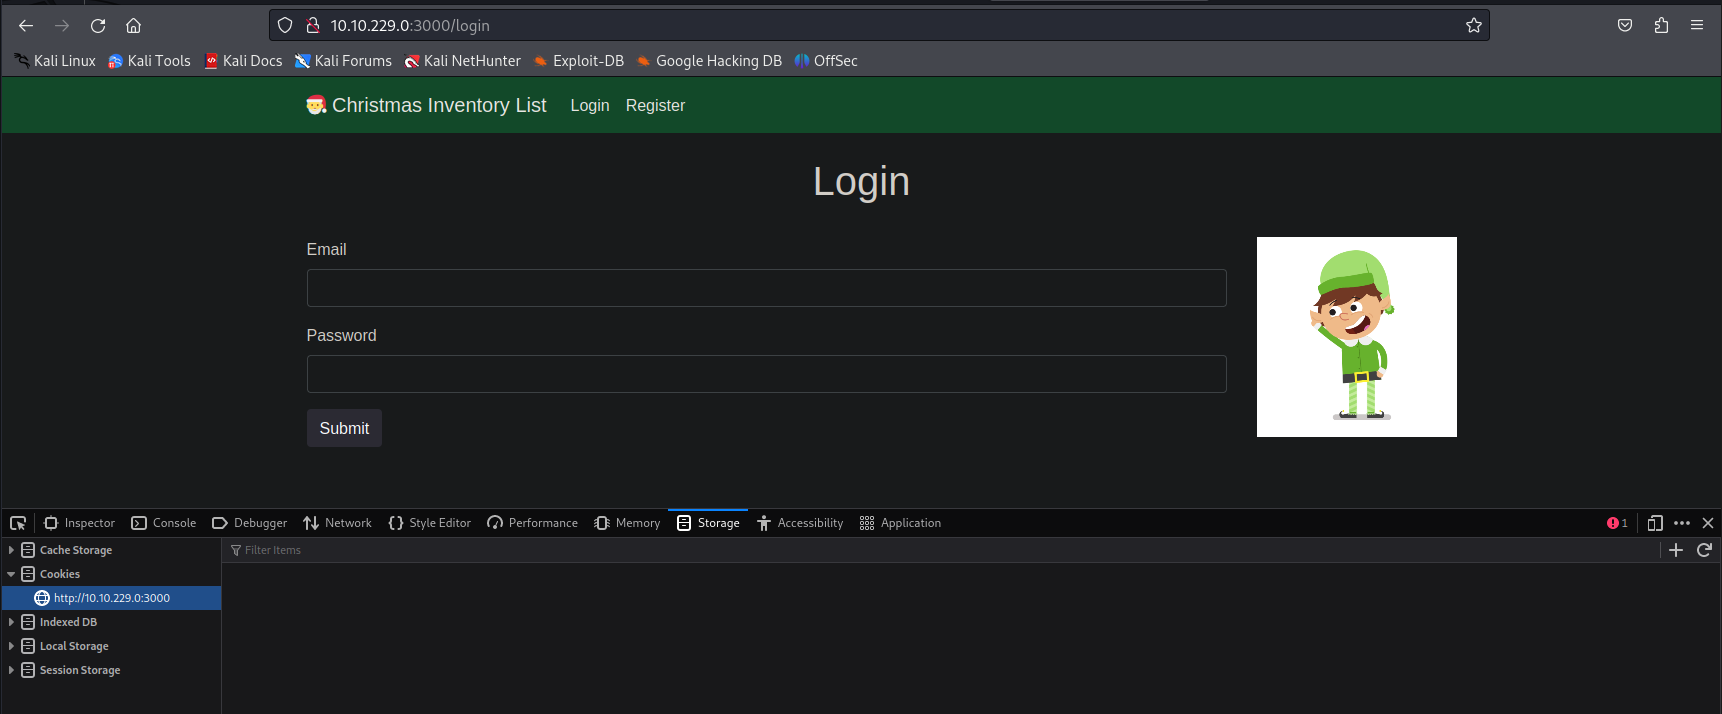 10.10.229.0:3000/login
Kali Linux Kali Tools Kali Docs Kali Forums Kali NetHunter Exploit-DB Google Hacking DB OffSec
Christmas Inventory List Login Register
Login
Email
Password
Submit
Inspector Console Debugger Network Style Editor Performance Memory Storage Accessibility Application 1
Cache Storage Filter Items
Cookies
http://10.10.229.0:3000
Indexed DB
Local Storage
Session Storage